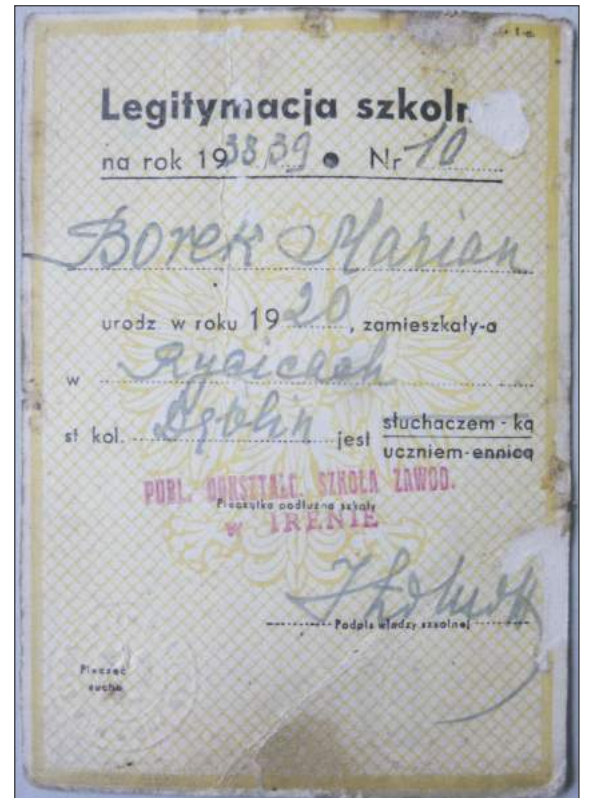 Legitymacja szkoln
na rok 1938/39 • Nr 10
Borek Marian
urodz w roku 1920, zamieszkały-a
w Rycicach
st kol. Dęblin jest słuchaczem - ką
uczniem-ennicą
PUBL. DOKSZTAŁC. SZKOŁA ZAWOD.
Pieczątka podłużna szkoły
w IRENIE
Podpis władzy szkolnej
Pieczęć
sucha